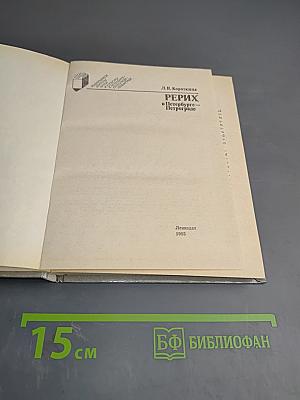 Л. В. Короткина
РЕРИХ
в Петербурге—
Петрограде
Лениздат
1985
15 см
БФ БИБЛИОФАН